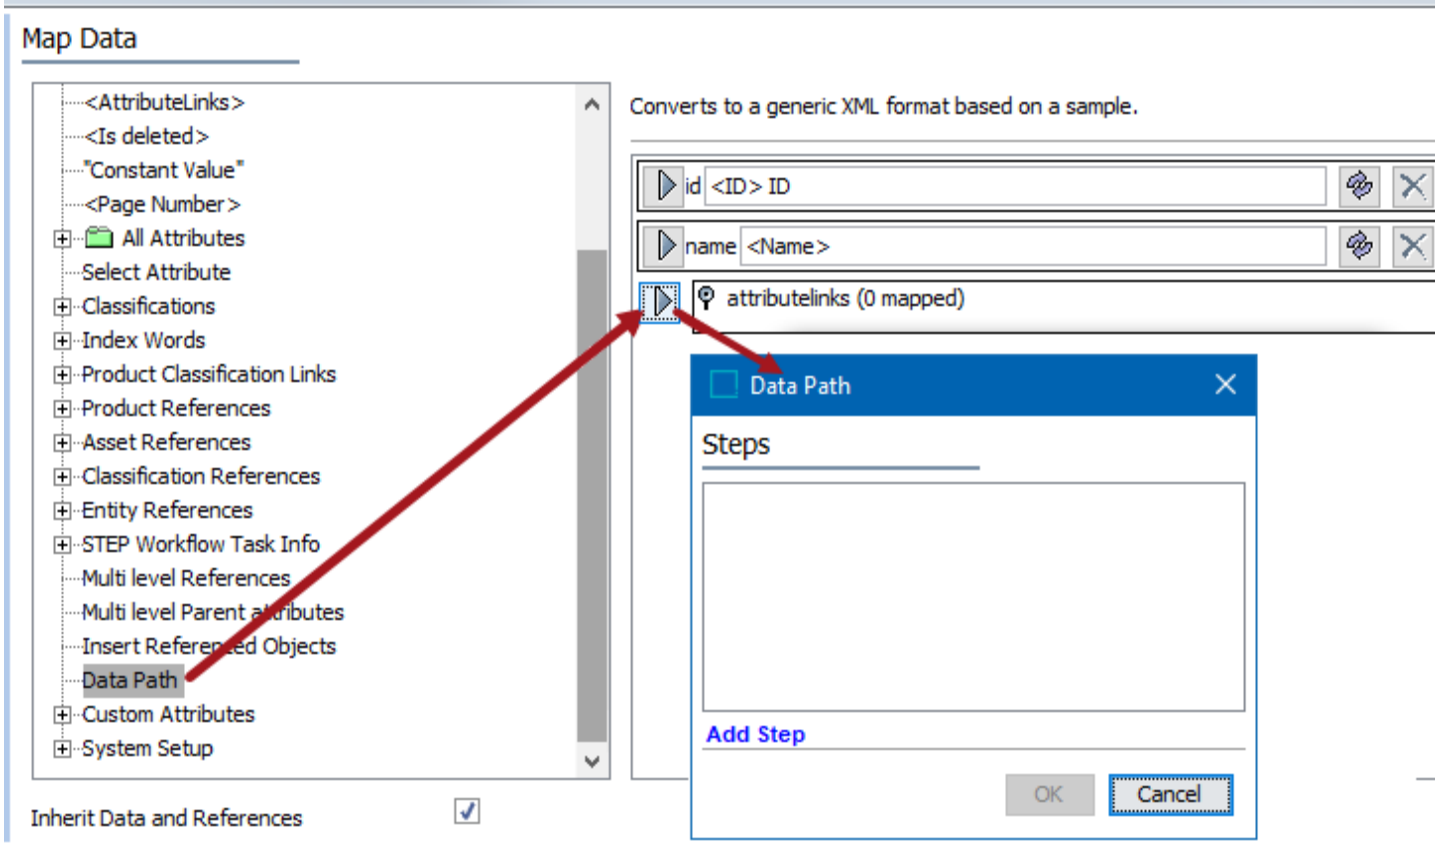 Map Data
<AttributeLinks>
<Is deleted>
"Constant Value"
<Page Number>
All Attributes
Select Attribute
Classifications
Index Words
Product Classification Links
Product References
Asset References
Classification References
Entity References
STEP Workflow Task Info
Multi level References
Multi level Parent attributes
Insert Referenced Objects
Data Path
Custom Attributes
System Setup
Inherit Data and References
Converts to a generic XML format based on a sample.
id <ID> ID
name <Name>
attributelinks (0 mapped)
Data Path
Steps
Add Step
OK Cancel